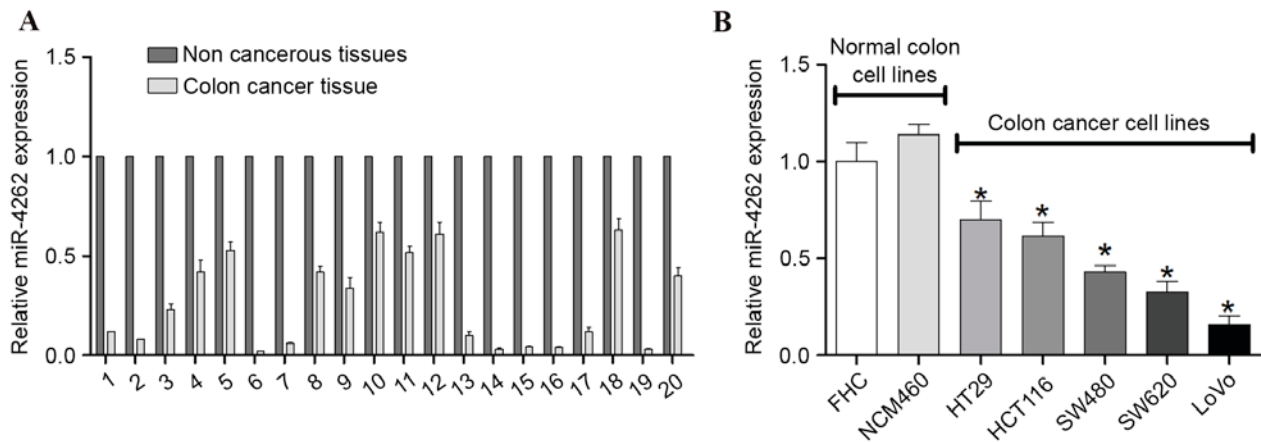 A
Relative miR-4262 expression
1.5
1.0
0.5
0.0
Non cancerous tissues
Colon cancer tissue
1 2 3 4 5 6 7 8 9 10 11 12 13 14 15 16 17 18 19 20
B
Relative miR-4262 expression
1.5
1.0
0.5
0.0
Normal colon
cell lines
Colon cancer cell lines
* * * * *
FHC NCM460 HT29 HCT116 SW480 SW620 LoVo